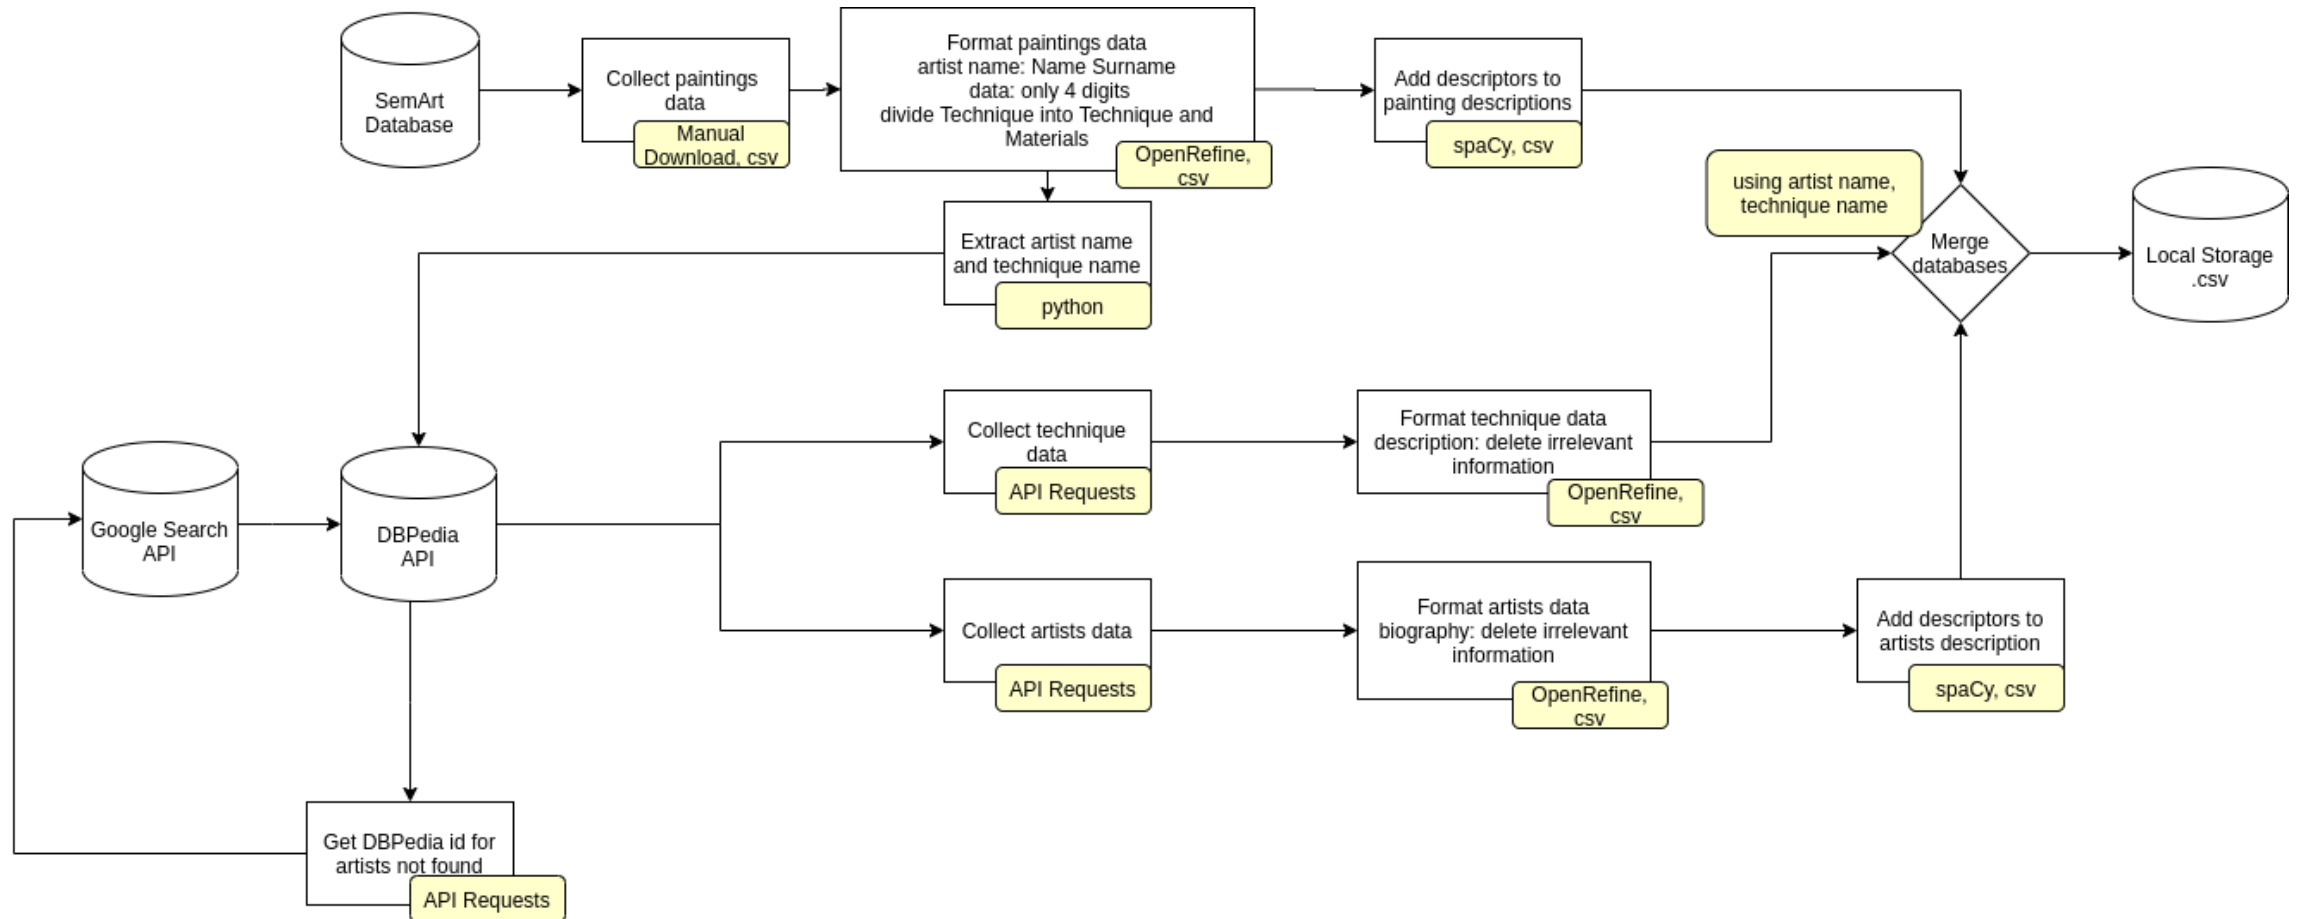 SemArt
Database
Collect paintings
data
Manual
Download, csv
Format paintings data
artist name: Name Surname
data: only 4 digits
divide Technique into Technique and
Materials
OpenRefine,
csv
Add descriptors to
painting descriptions
spaCy, csv
using artist name,
technique name
Merge
databases
Local Storage
.csv
Extract artist name
and technique name
python
Google Search
API
DBPedia
API
Collect technique
data
API Requests
Format technique data
description: delete irrelevant
information
OpenRefine,
csv
Collect artists data
API Requests
Format artists data
biography: delete irrelevant
information
OpenRefine,
csv
Add descriptors to
artists description
spaCy, csv
Get DBPedia id for
artists not found
API Requests